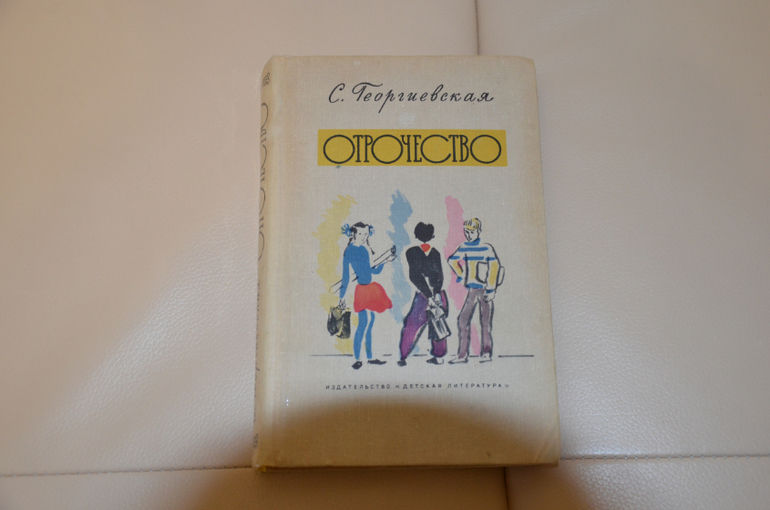 С. Георгиевская
ОТРОЧЕСТВО
ИЗДАТЕЛЬСТВО «ДЕТСКАЯ ЛИТЕРАТУРА»